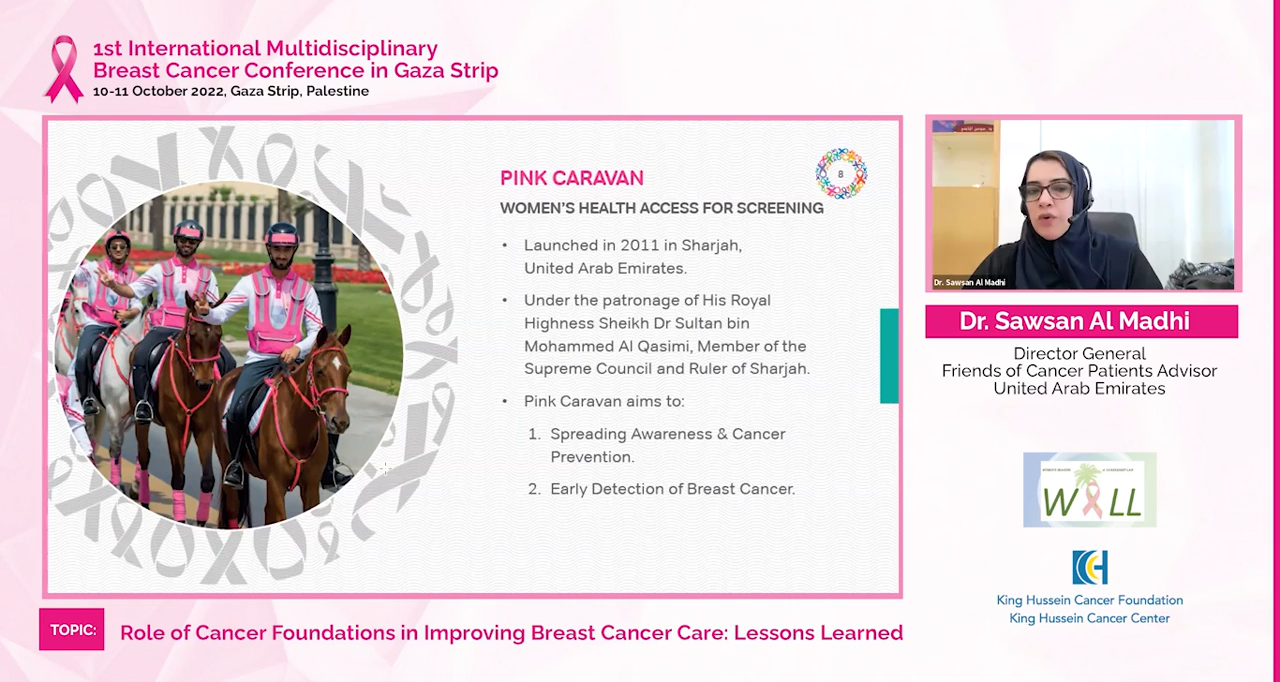 1st International Multidisciplinary
Breast Cancer Conference in Gaza Strip
10-11 October 2022, Gaza Strip, Palestine
PINK CARAVAN
8
WOMEN'S HEALTH ACCESS FOR SCREENING
• Launched in 2011 in Sharjah,
United Arab Emirates.
• Under the patronage of His Royal
Highness Sheikh Dr Sultan bin
Mohammed Al Qasimi, Member of the
Supreme Council and Ruler of Sharjah.
• Pink Caravan aims to:
1. Spreading Awareness & Cancer
Prevention.
2. Early Detection of Breast Cancer.
Dr. Sawsan Al Madhi
Dr. Sawsan Al Madhi
Director General
Friends of Cancer Patients Advisor
United Arab Emirates
WLL
King Hussein Cancer Foundation
King Hussein Cancer Center
TOPIC:
Role of Cancer Foundations in Improving Breast Cancer Care: Lessons Learned